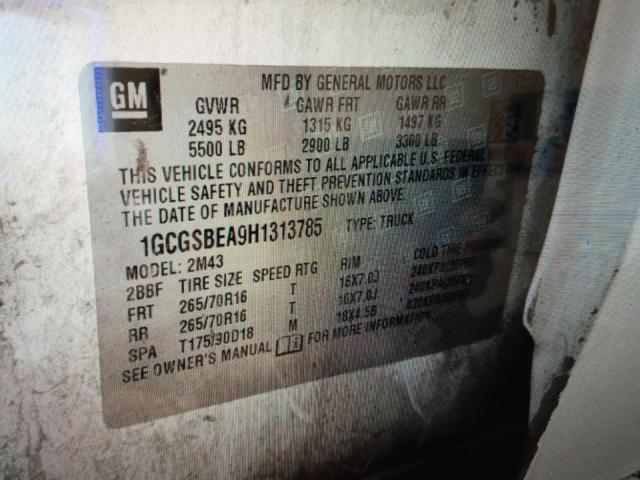 GM
MFD BY GENERAL MOTORS LLC
GVWR GAWR FRT GAWR RR
2495 KG 1315 KG 1497 KG
5500 LB 2900 LB 3300 LB
THIS VEHICLE CONFORMS TO ALL APPLICABLE U.S. FEDERAL
VEHICLE SAFETY AND THEFT PREVENTION STANDARDS IN EFFECT
THE DATE OF MANUFACTURE SHOWN ABOVE.
1GCGSBEA9H1313785 TYPE: TRUCK
MODEL: 2M43
2BBF TIRE SIZE SPEED RTG RIM COLD TIRE
FRT 265/70R16 T 16X7.0J
RR 265/70R16 T 16X7.0J
SPA T175/90D18 M 18X4.5B
SEE OWNER'S MANUAL FOR MORE INFORMATION